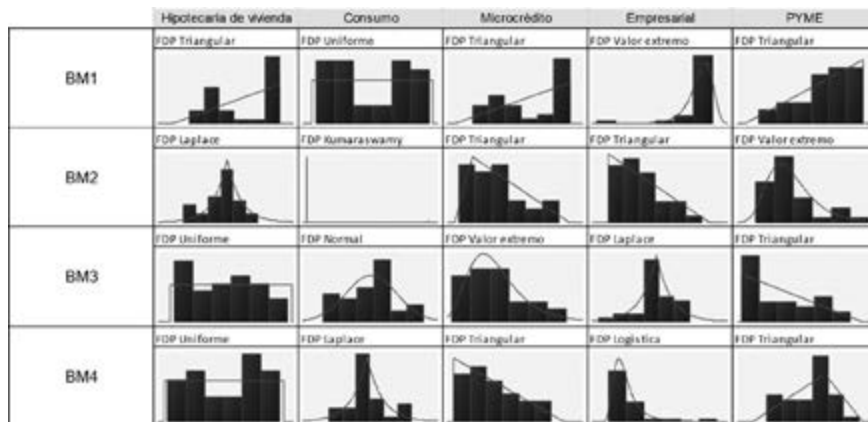 Hipotecaria de vivienda Consumo Microcrédito Empresarial PYME
FDP Triangular FDP Uniforme FDP Triangular FDP Valor extremo FDP Triangular
BM1
FDP Laplace FDP Kumaraswamy FDP Triangular FDP Triangular FDP Valor extremo
BM2
FDP Uniforme FDP Normal FDP Valor extremo FDP Laplace FDP Triangular
BM3
FDP Uniforme FDP Laplace FDP Triangular FDP Logística FDP Triangular
BM4